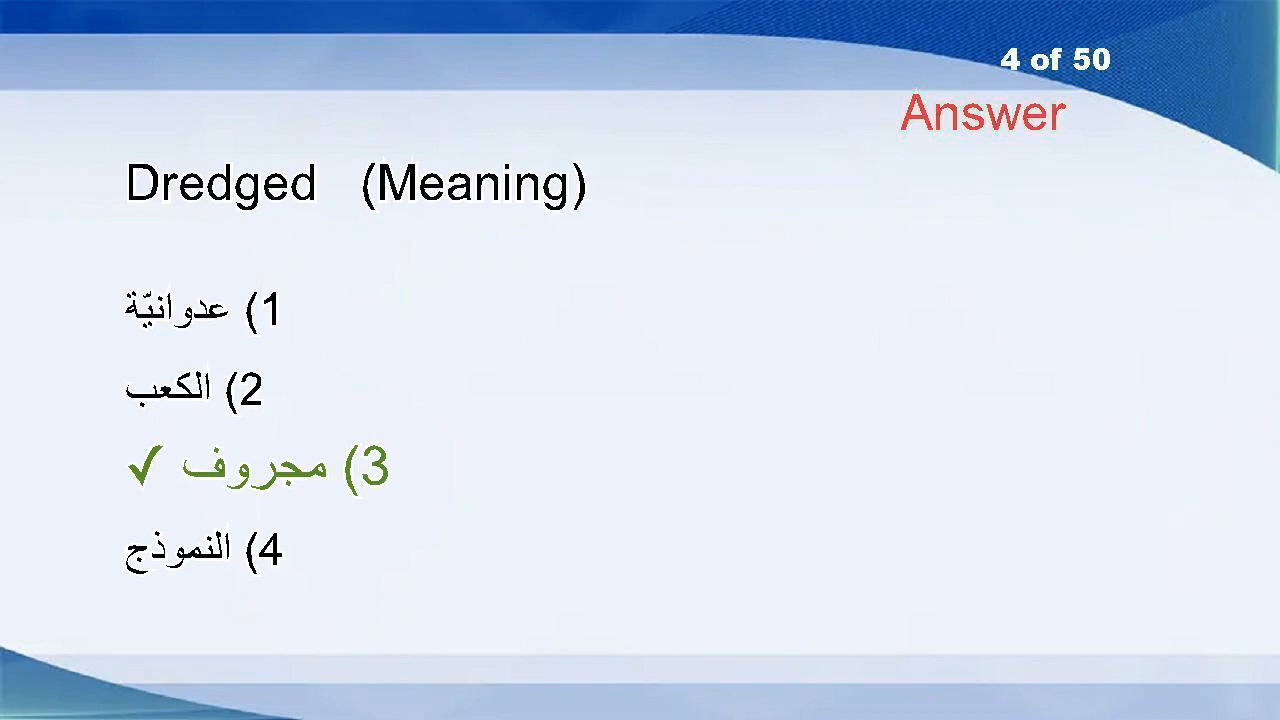 4 of 50
Answer
Dredged (Meaning)
1) عدوانيّة
2) الكعب
3) مجروف ✓
4) النموذج